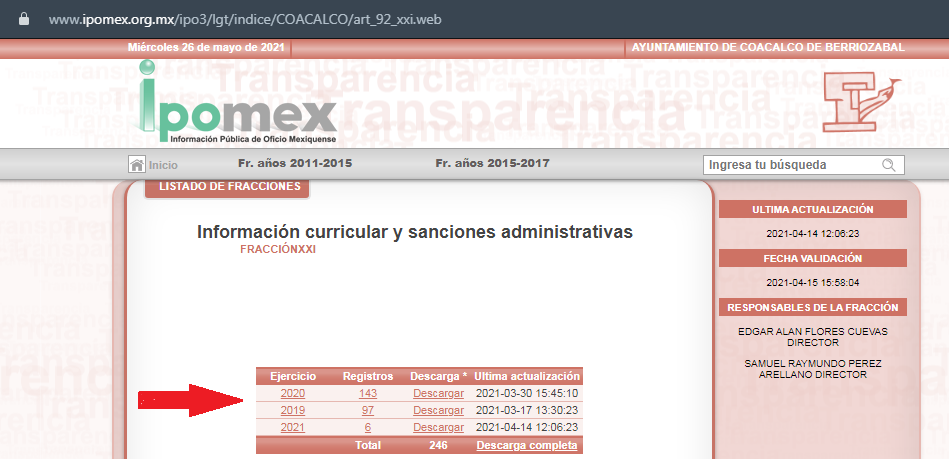 www.ipomex.org.mx/ipo3/lgt/indice/COACALCO/art_92_xxi.web
Miércoles 26 de mayo de 2021
AYUNTAMIENTO DE COACALCO DE BERRIOZABAL
ipomex
Información Pública de Oficio Mexiquense
Inicio Fr. años 2011-2015 Fr. años 2015-2017 Ingresa tu búsqueda
LISTADO DE FRACCIONES
Información curricular y sanciones administrativas
FRACCIÓNXXI
Ejercicio Registros Descarga * Ultima actualización
2020 143 Descargar 2021-03-30 15:45:10
2019 97 Descargar 2021-03-17 13:30:23
2021 6 Descargar 2021-04-14 12:06:23
Total 246 Descarga completa
ULTIMA ACTUALIZACIÓN
2021-04-14 12:06:23
FECHA VALIDACIÓN
2021-04-15 15:58:04
RESPONSABLES DE LA FRACCIÓN
EDGAR ALAN FLORES CUEVAS
DIRECTOR
SAMUEL RAYMUNDO PEREZ
ARELLANO DIRECTOR